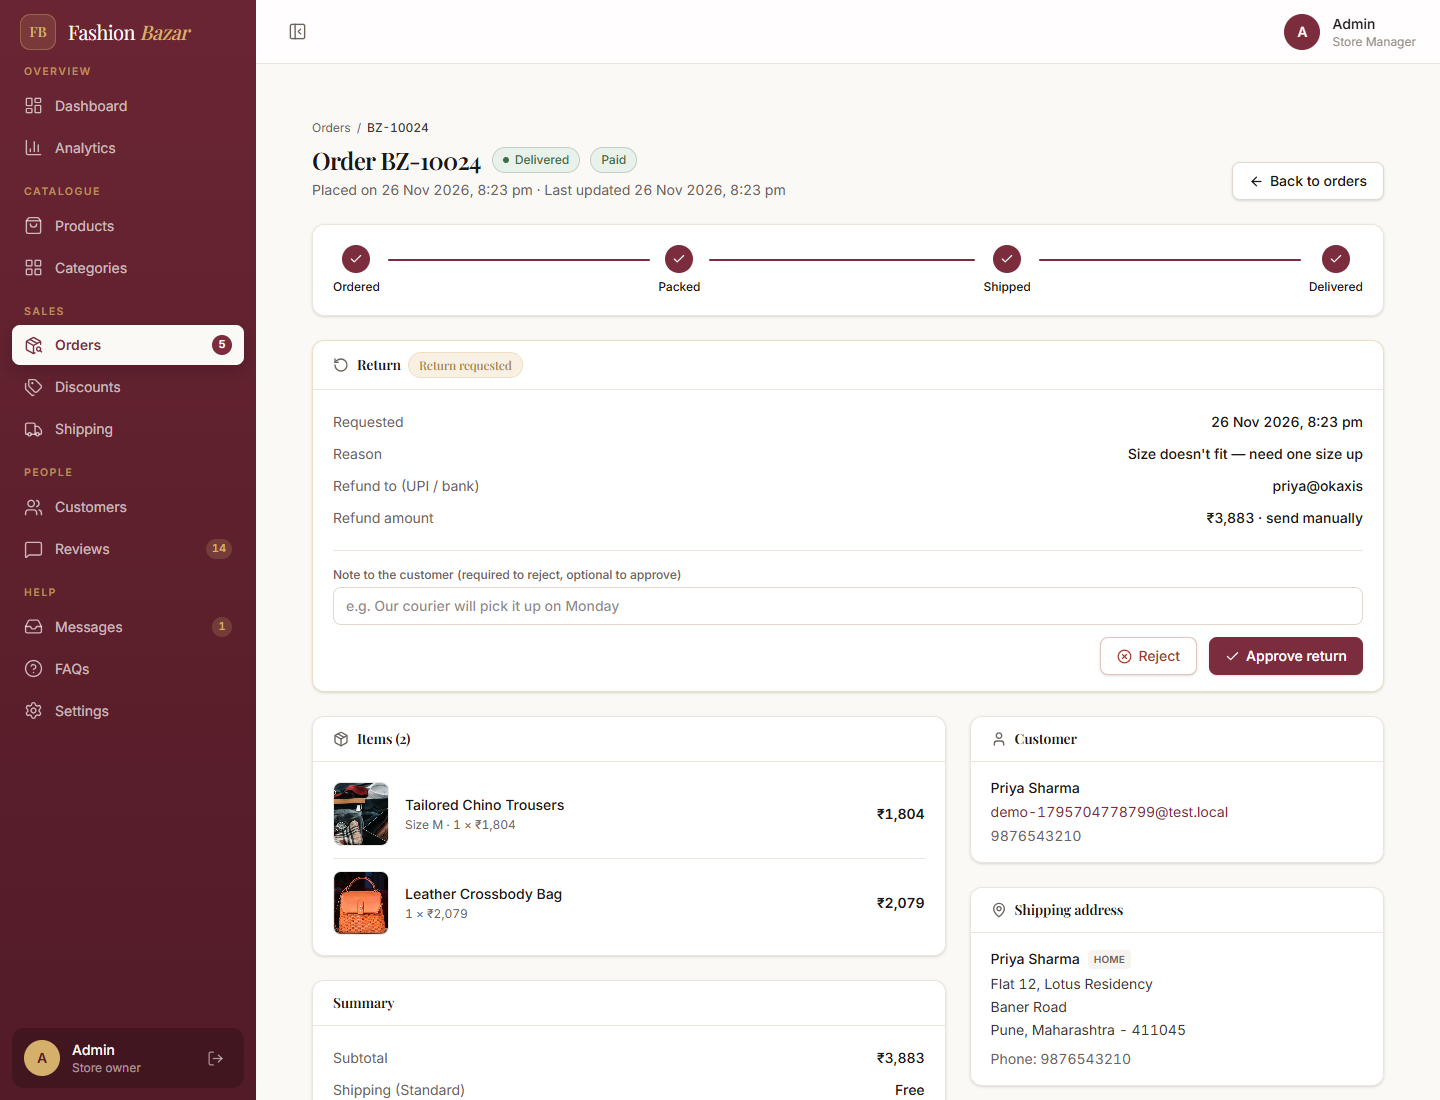 FB
Fashion Bazar
OVERVIEW
Dashboard
Analytics
CATALOGUE
Products
Categories
SALES
Orders 5
Discounts
Shipping
PEOPLE
Customers
Reviews 14
HELP
Messages 1
FAQs
Settings
A
Admin
Store owner
A
Admin
Store Manager
Orders / BZ-10024
Order BZ-10024 Delivered Paid
Placed on 26 Nov 2026, 8:23 pm · Last updated 26 Nov 2026, 8:23 pm
Back to orders
Ordered Packed Shipped Delivered
Return Return requested
Requested 26 Nov 2026, 8:23 pm
Reason Size doesn't fit — need one size up
Refund to (UPI / bank) priya@okaxis
Refund amount ₹3,883 · send manually
Note to the customer (required to reject, optional to approve)
e.g. Our courier will pick it up on Monday
Reject Approve return
Items (2)
Tailored Chino Trousers
Size M · 1 × ₹1,804
₹1,804
Leather Crossbody Bag
1 × ₹2,079
₹2,079
Summary
Subtotal ₹3,883
Shipping (Standard) Free
Customer
Priya Sharma
demo-1795704778799@test.local
9876543210
Shipping address
Priya Sharma HOME
Flat 12, Lotus Residency
Baner Road
Pune, Maharashtra - 411045
Phone: 9876543210